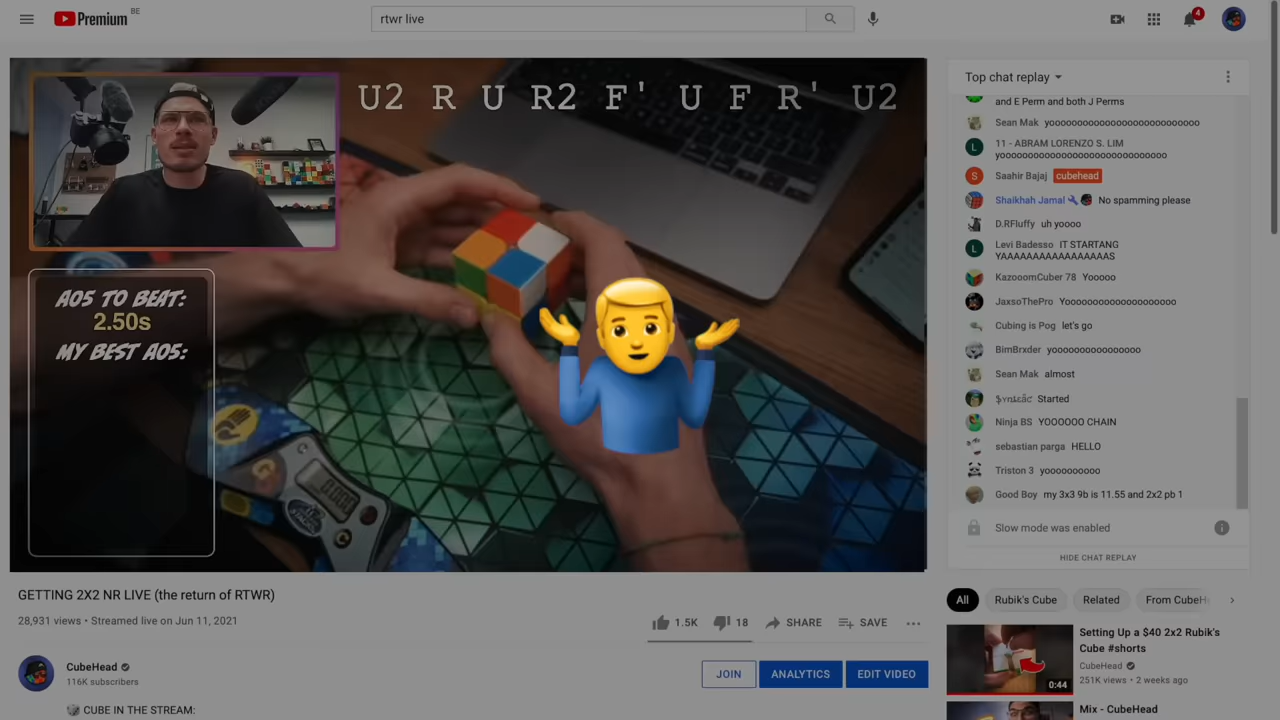 Premium BE
rtwr live
4
U2 R U R2 F' U F R' U2
AO5 TO BEAT:
2.50s
MY BEST AO5:
Top chat replay
and E Perm and both J Perms
Sean Mak yoooooooooooooooooooooooooo
L 11 - ABRAM LORENZO S. LIM
yoooooooooooooooooooooooooooo
S Saahir Bajaj cubehead
Shaikhah Jamal No spamming please
D.RFluffy uh yoooo
L Levi Badesso IT STARTANG
YAAAAAAAAAAAAAAAAAS
KazooomCuber 78 Yooooo
JaxsoThePro Yooooooooooooooooooo
Cubing is Pog let's go
BimBrxder yooooooooooooooo
Sean Mak almost
Started
Ninja BS YOOOOOO CHAIN
sebastian parga HELLO
Triston 3 yoooooooooo
Good Boy my 3x3 9b is 11.55 and 2x2 pb 1
Slow mode was enabled
HIDE CHAT REPLAY
GETTING 2X2 NR LIVE (the return of RTWR)
28,931 views • Streamed live on Jun 11, 2021
1.5K 18 SHARE SAVE
CubeHead
116K subscribers
JOIN ANALYTICS EDIT VIDEO
CUBE IN THE STREAM:
All Rubik's Cube Related From CubeH
Setting Up a $40 2x2 Rubik's
Cube #shorts
CubeHead
251K views • 2 weeks ago
0:44
Mix - CubeHead